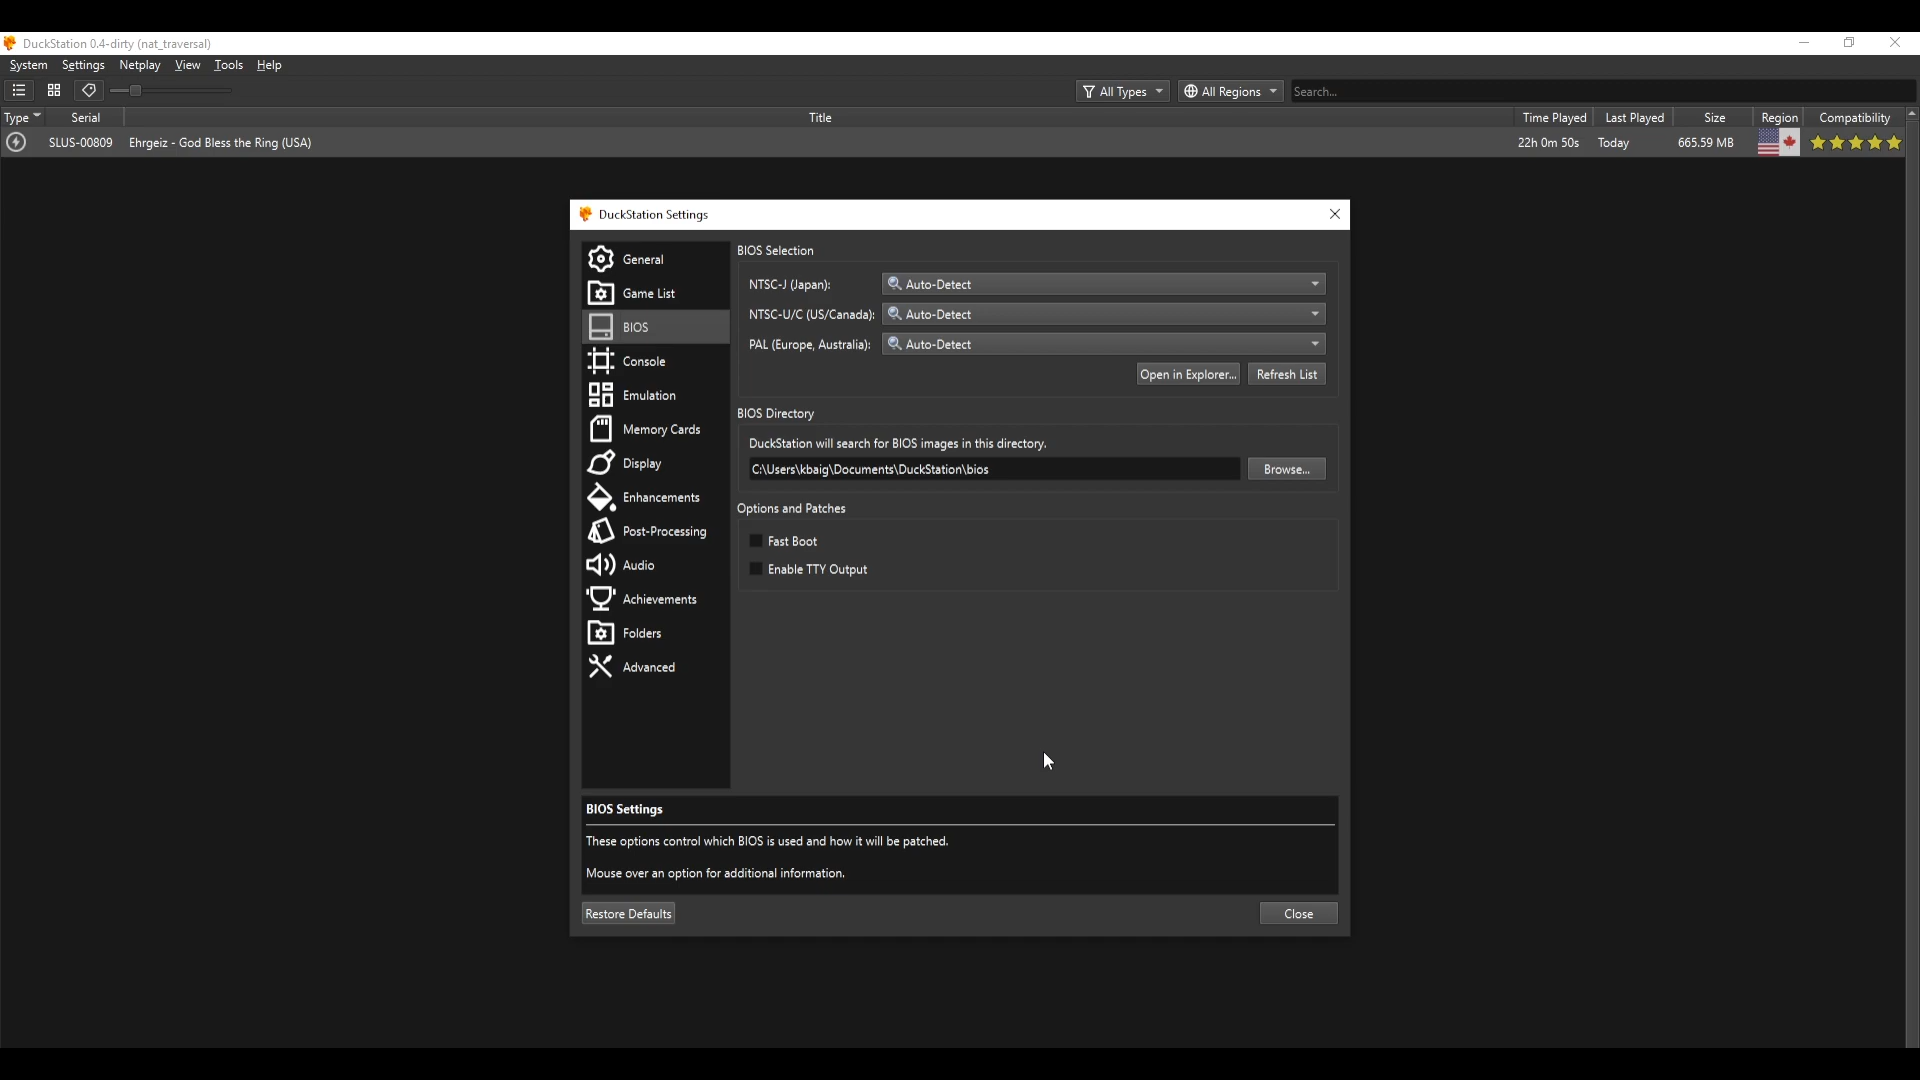 DuckStation 0.4-dirty (nat_traversal)
System Settings Netplay View Tools Help
All Types All Regions Search...
Type Serial Title Time Played Last Played Size Region Compatibility
SLUS-00809 Ehrgeiz - God Bless the Ring (USA) 22h 0m 50s Today 665.59 MB
DuckStation Settings
General
Game List
BIOS
Console
Emulation
Memory Cards
Display
Enhancements
Post-Processing
Audio
Achievements
Folders
Advanced
BIOS Selection
NTSC-J (Japan): Auto-Detect
NTSC-U/C (US/Canada): Auto-Detect
PAL (Europe, Australia): Auto-Detect
Open in Explorer... Refresh List
BIOS Directory
DuckStation will search for BIOS images in this directory.
C:\Users\kbaig\Documents\DuckStation\bios Browse...
Options and Patches
Fast Boot
Enable TTY Output
BIOS Settings
These options control which BIOS is used and how it will be patched.
Mouse over an option for additional information.
Restore Defaults Close